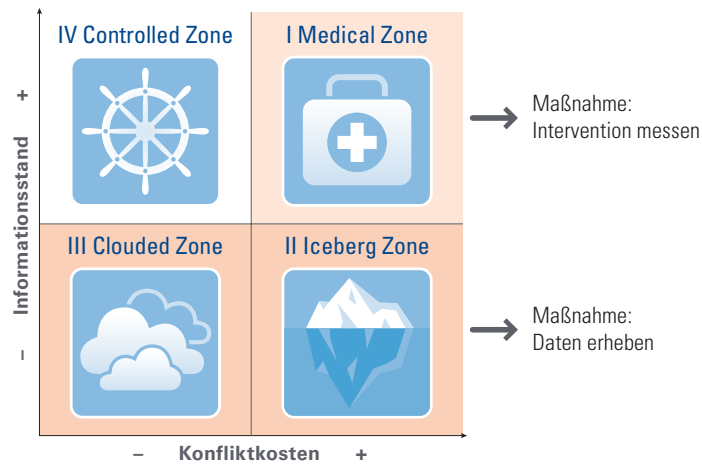 IV Controlled Zone
I Medical Zone
Maßnahme:
Intervention messen
III Clouded Zone
II Iceberg Zone
Maßnahme:
Daten erheben
– Informationsstand +
– Konfliktkosten +